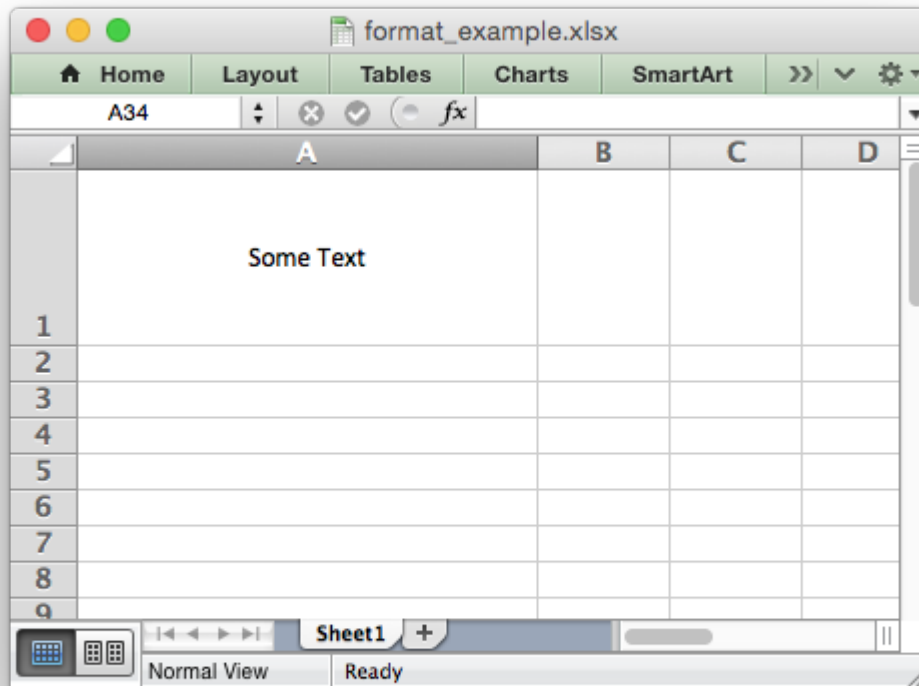 format_example.xlsx
Home Layout Tables Charts SmartArt
A34 fx
A B C D
Some Text
1
2
3
4
5
6
7
8
9
Sheet1 +
Normal View Ready